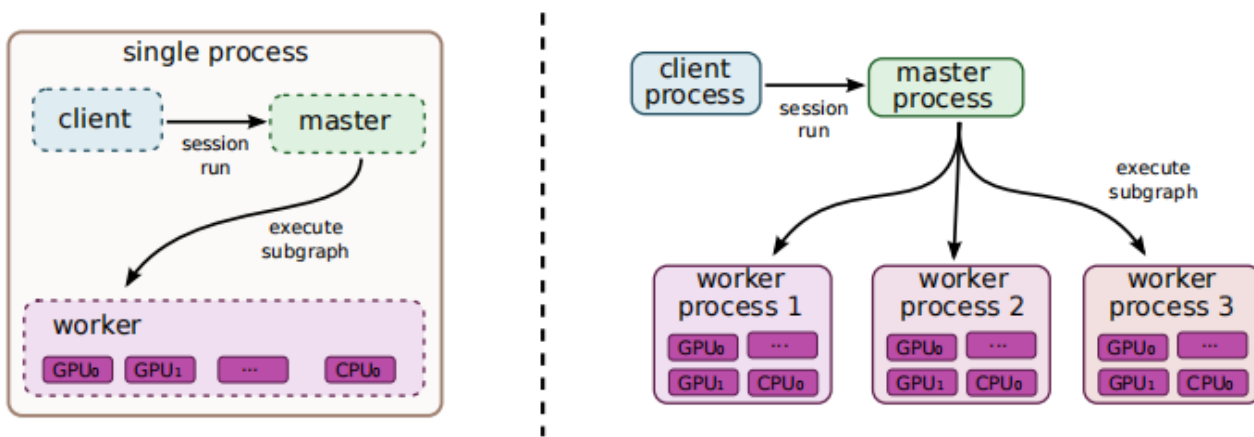 single process
client
master
session
run
execute
subgraph
worker
GPU₀ GPU₁ ... CPU₀
client
process
master
process
session
run
execute
subgraph
worker
process 1
GPU₀ ...
GPU₁ CPU₀
worker
process 2
GPU₀ ...
GPU₁ CPU₀
worker
process 3
GPU₀ ...
GPU₁ CPU₀